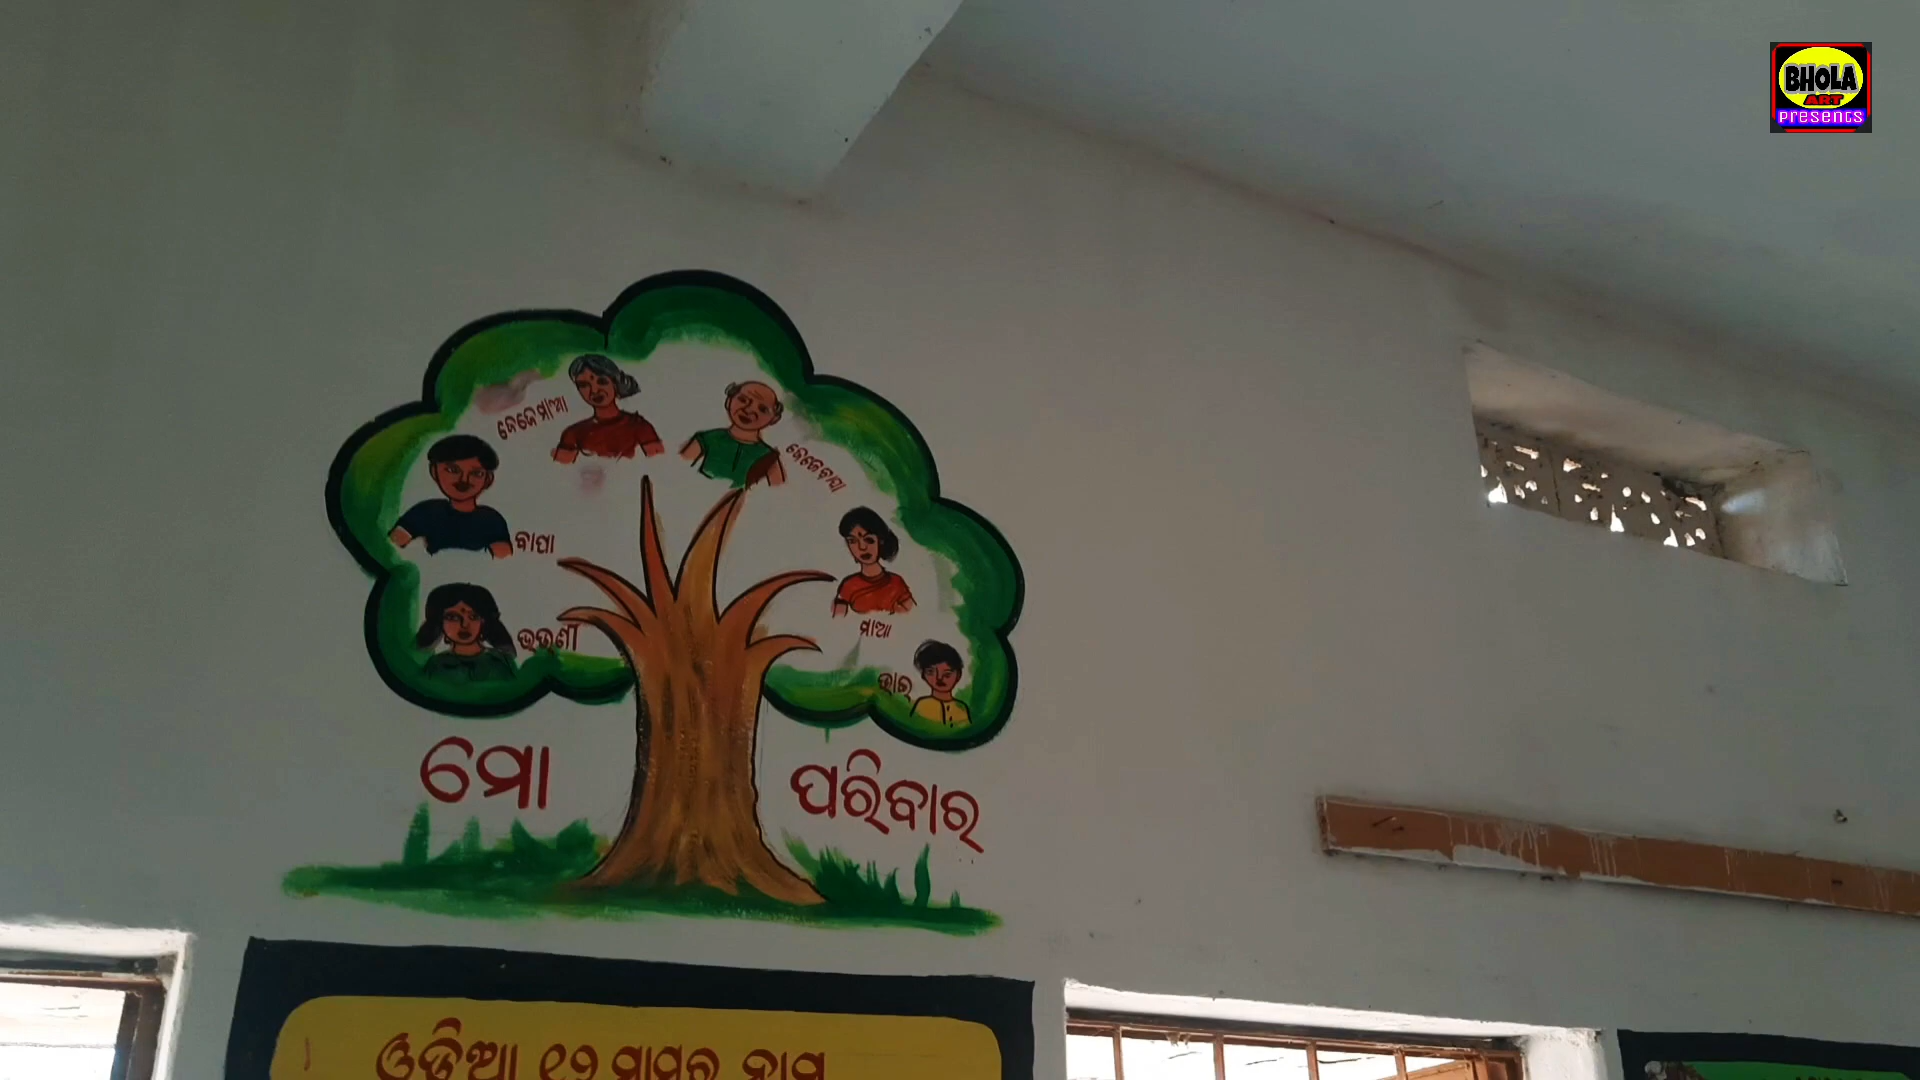 BHOLA
ART
presents
ଜେଜେମାଆ
ଜେଜେବାପା
ବାପା
ମାଆ
ଭଉଣୀ
ଭାଇ
ମୋ ପରିବାର
ଓଡ଼ିଆ ୧୨ ମାସର ନାମ